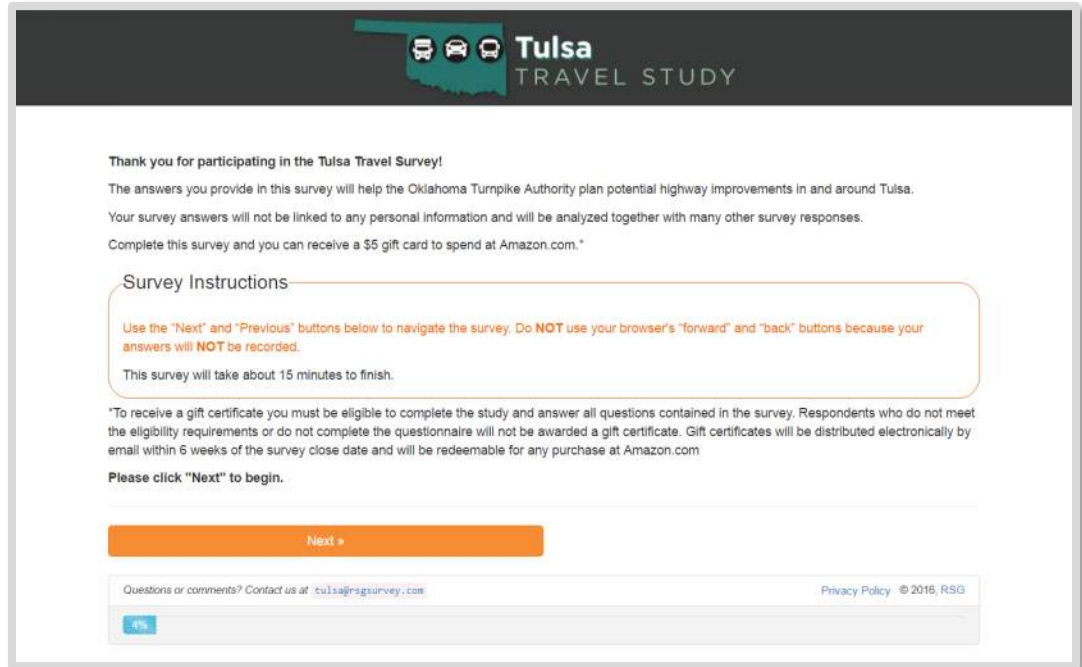 Tulsa
TRAVEL STUDY
Thank you for participating in the Tulsa Travel Survey!
The answers you provide in this survey will help the Oklahoma Turnpike Authority plan potential highway improvements in and around Tulsa.
Your survey answers will not be linked to any personal information and will be analyzed together with many other survey responses.
Complete this survey and you can receive a $5 gift card to spend at Amazon.com.*
Survey Instructions
Use the "Next" and "Previous" buttons below to navigate the survey. Do NOT use your browser's "forward" and "back" buttons because your
answers will NOT be recorded.
This survey will take about 15 minutes to finish.
*To receive a gift certificate you must be eligible to complete the study and answer all questions contained in the survey. Respondents who do not meet
the eligibility requirements or do not complete the questionnaire will not be awarded a gift certificate. Gift certificates will be distributed electronically by
email within 6 weeks of the survey close date and will be redeemable for any purchase at Amazon.com
Please click "Next" to begin.
Next »
Questions or comments? Contact us at tulsa@rsgsurvey.com Privacy Policy © 2016, RSG
4%